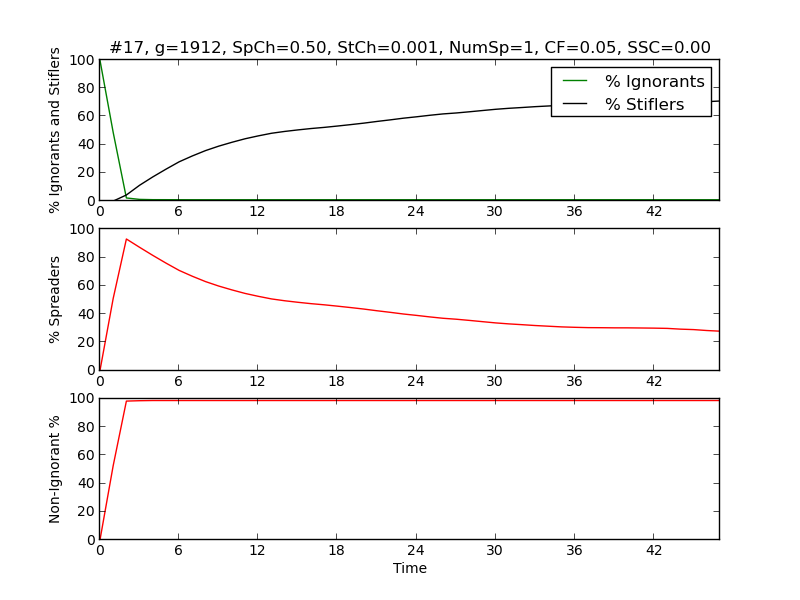 #17, g=1912, SpCh=0.50, StCh=0.001, NumSp=1, CF=0.05, SSC=0.00
% Ignorants and Stiflers
100
80
60
40
20
0
% Ignorants
% Stiflers
0 6 12 18 24 30 36 42
% Spreaders
100
80
60
40
20
0
0 6 12 18 24 30 36 42
Non-Ignorant %
100
80
60
40
20
0
0 6 12 18 24 30 36 42
Time